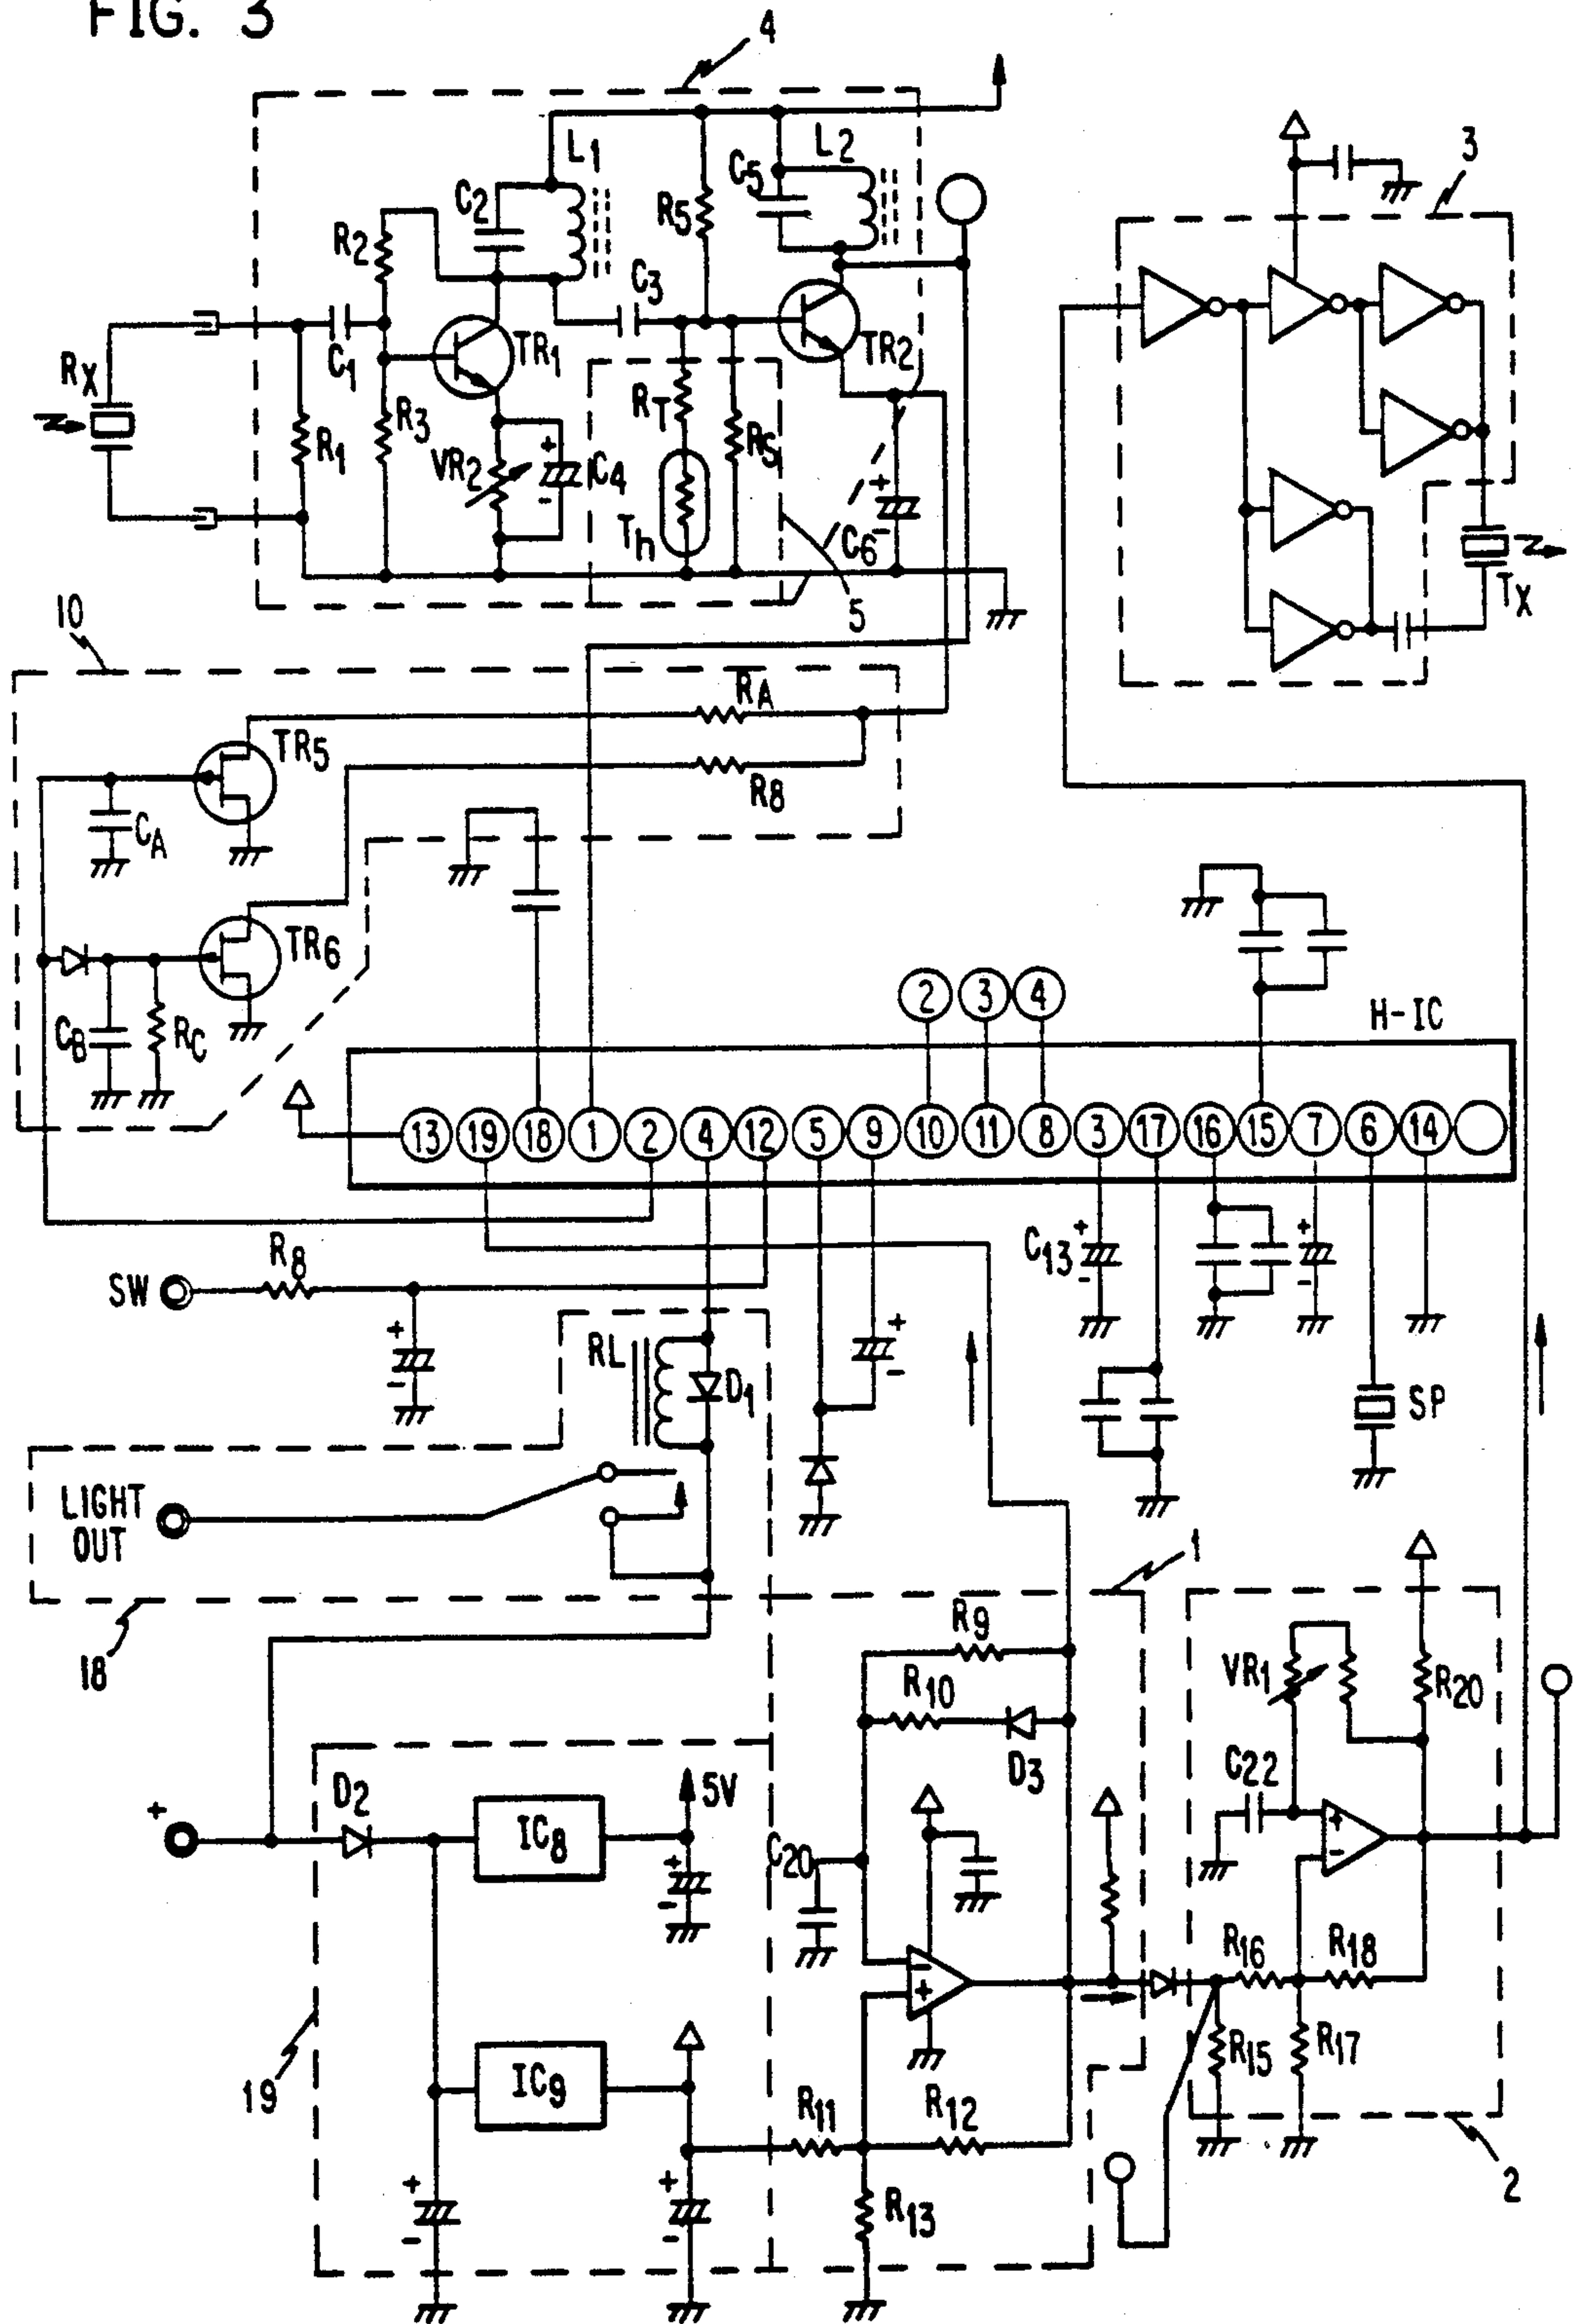 FIG. 3
4
L1
L2
C2
C5
R5
R2
C3
3
RX
C1
TR1
TR2
R1
R3
VR2
+
-
C4
RT
RS
Th
+
-
C6
5
TX
10
RA
TR5
R8
CA
TR6
CB
RC
2 3 4
H-IC
13 19 18 1 2 4 12 5 9 10 11 8 3 17 16 15 7 6 14
R8
SW
+
-
C13
+
-
+
-
RL
D1
+
-
SP
LIGHT
OUT
1
18
R9
R10
D3
VR1
R20
C22
+
-
+
D2
IC8
5V
+
-
C20
-
+
R16
R18
R15
R17
19
IC9
R11
R12
+
-
+
-
R13
2